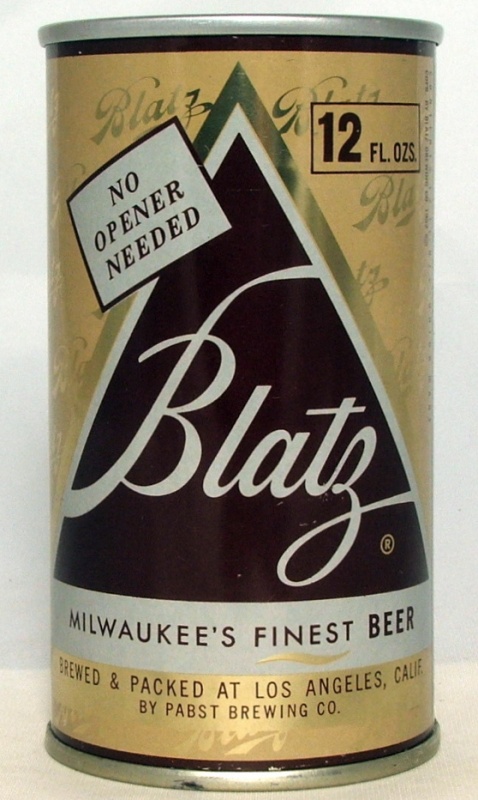 Blatz
12 FL. OZS.
NO
OPENER
NEEDED
Blatz
®
MILWAUKEE'S FINEST BEER
BREWED & PACKED AT LOS ANGELES, CALIF.
BY PABST BREWING CO.